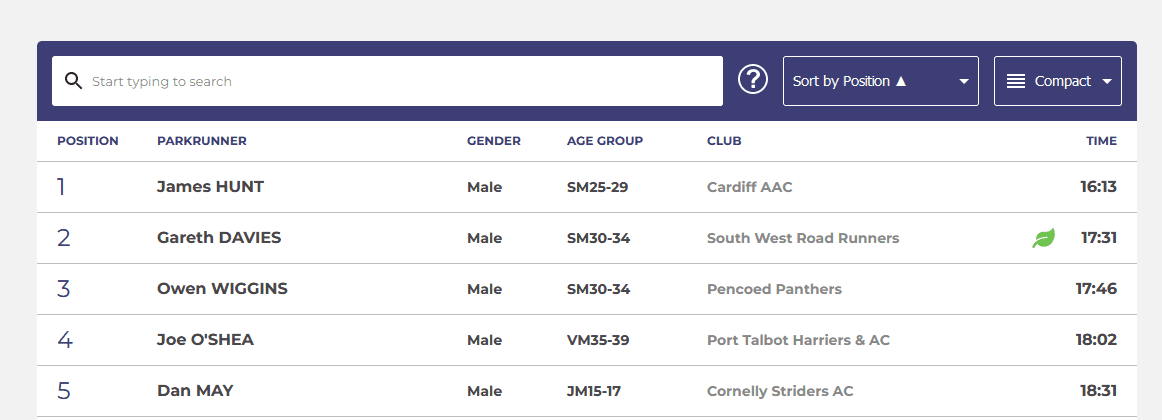 Start typing to search ? Sort by Position ▲ Compact
POSITION PARKRUNNER GENDER AGE GROUP CLUB TIME
1 James HUNT Male SM25-29 Cardiff AAC 16:13
2 Gareth DAVIES Male SM30-34 South West Road Runners 17:31
3 Owen WIGGINS Male SM30-34 Pencoed Panthers 17:46
4 Joe O'SHEA Male VM35-39 Port Talbot Harriers & AC 18:02
5 Dan MAY Male JM15-17 Cornelly Striders AC 18:31